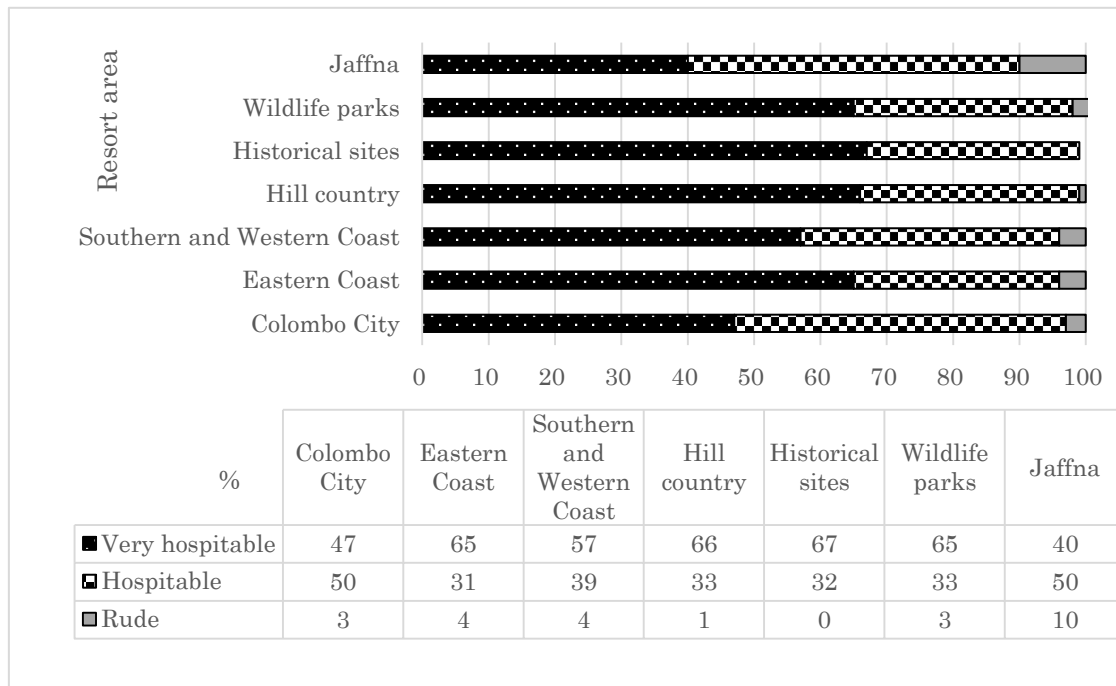 Resort area
Jaffna
Wildlife parks
Historical sites
Hill country
Southern and Western Coast
Eastern Coast
Colombo City
0 10 20 30 40 50 60 70 80 90 100
% Colombo City Eastern Coast Southern and Western Coast Hill country Historical sites Wildlife parks Jaffna
Very hospitable 47 65 57 66 67 65 40
Hospitable 50 31 39 33 32 33 50
Rude 3 4 4 1 0 3 10